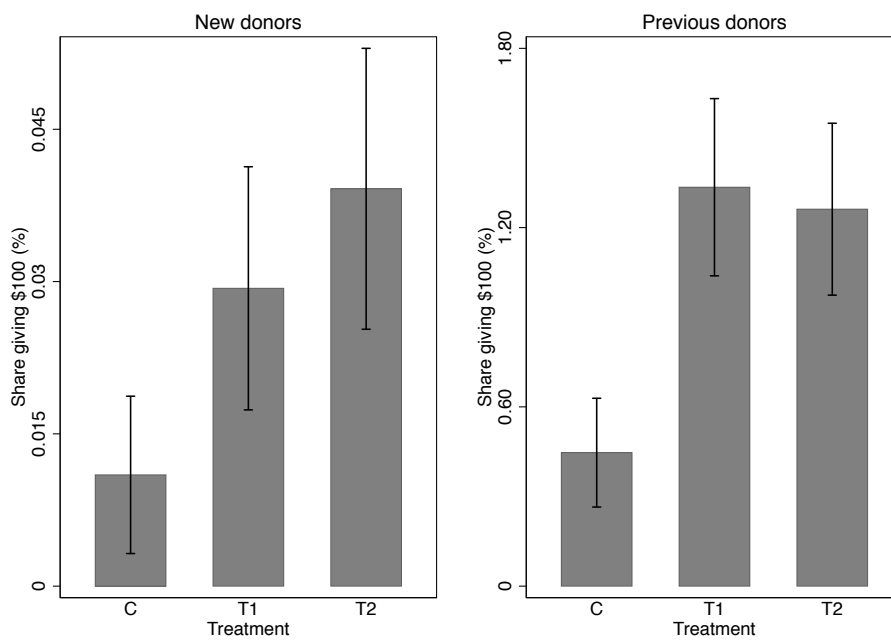 New donors
Share giving $100 (%)
0.045
0.03
0.015
0
C T1 T2
Treatment
Previous donors
Share giving $100 (%)
1.80
1.20
0.60
0
C T1 T2
Treatment